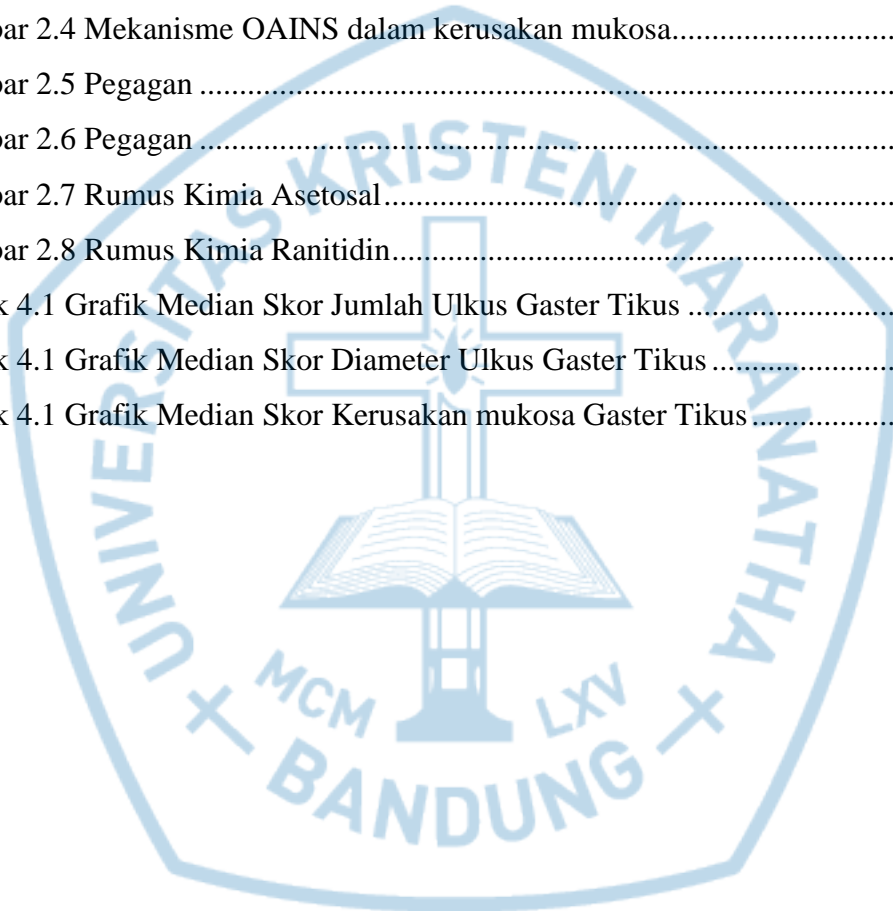 bar 2.4 Mekanisme OAINS dalam kerusakan mukosa........................
bar 2.5 Pegagan ........................................................................
bar 2.6 Pegagan ........................................................................
bar 2.7 Rumus Kimia Asetosal.....................................................
bar 2.8 Rumus Kimia Ranitidin....................................................
k 4.1 Grafik Median Skor Jumlah Ulkus Gaster Tikus ......................
k 4.1 Grafik Median Skor Diameter Ulkus Gaster Tikus ...................
k 4.1 Grafik Median Skor Kerusakan mukosa Gaster Tikus ..............
UNIVERSITAS KRISTEN MARANATHA
MCM LXV
BANDUNG